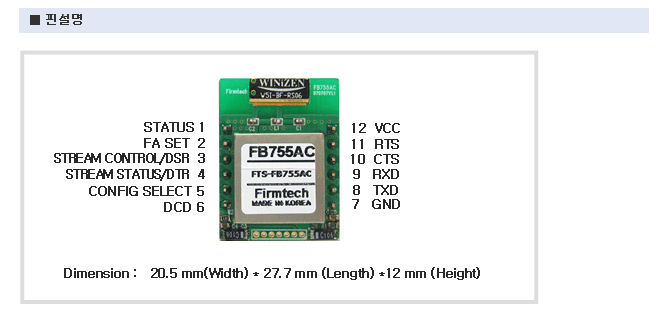 ■ 핀설명
WINIZEN
WSI-BF-RS06
Firmtech
FB755AC
STATUS 1
FA SET 2
STREAM CONTROL/DSR 3
STREAM STATUS/DTR 4
CONFIG SELECT 5
DCD 6
C2 L1 C1
FB755AC
FTS-FB755AC
Firmtech
MADE IN KOREA
12 VCC
11 RTS
10 CTS
9 RXD
8 TXD
7 GND
Dimension : 20.5 mm(Width) * 27.7 mm (Length) *12 mm (Height)